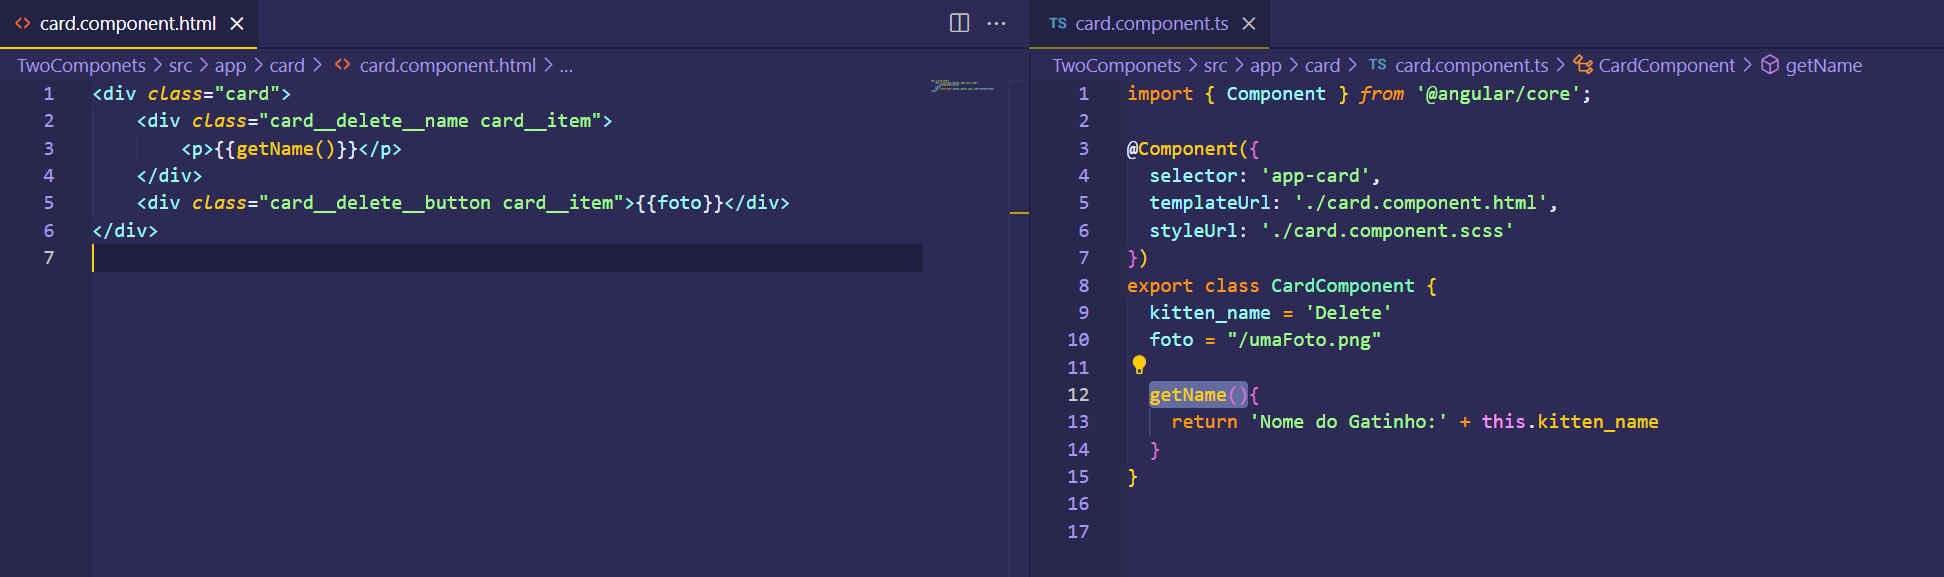 card.component.html
TwoComponets > src > app > card > card.component.html > ...
1 <div class="card">
2     <div class="card__delete__name card__item">
3         <p>{{getName()}}</p>
4     </div>
5     <div class="card__delete__button card__item">{{foto}}</div>
6 </div>
7
TS card.component.ts
TwoComponets > src > app > card > TS card.component.ts > CardComponent > getName
1 import { Component } from '@angular/core';
2
3 @Component({
4   selector: 'app-card',
5   templateUrl: './card.component.html',
6   styleUrl: './card.component.scss'
7 })
8 export class CardComponent {
9   kitten_name = 'Delete'
10   foto = "/umaFoto.png"
11
12   getName(){
13     return 'Nome do Gatinho:' + this.kitten_name
14   }
15 }
16
17